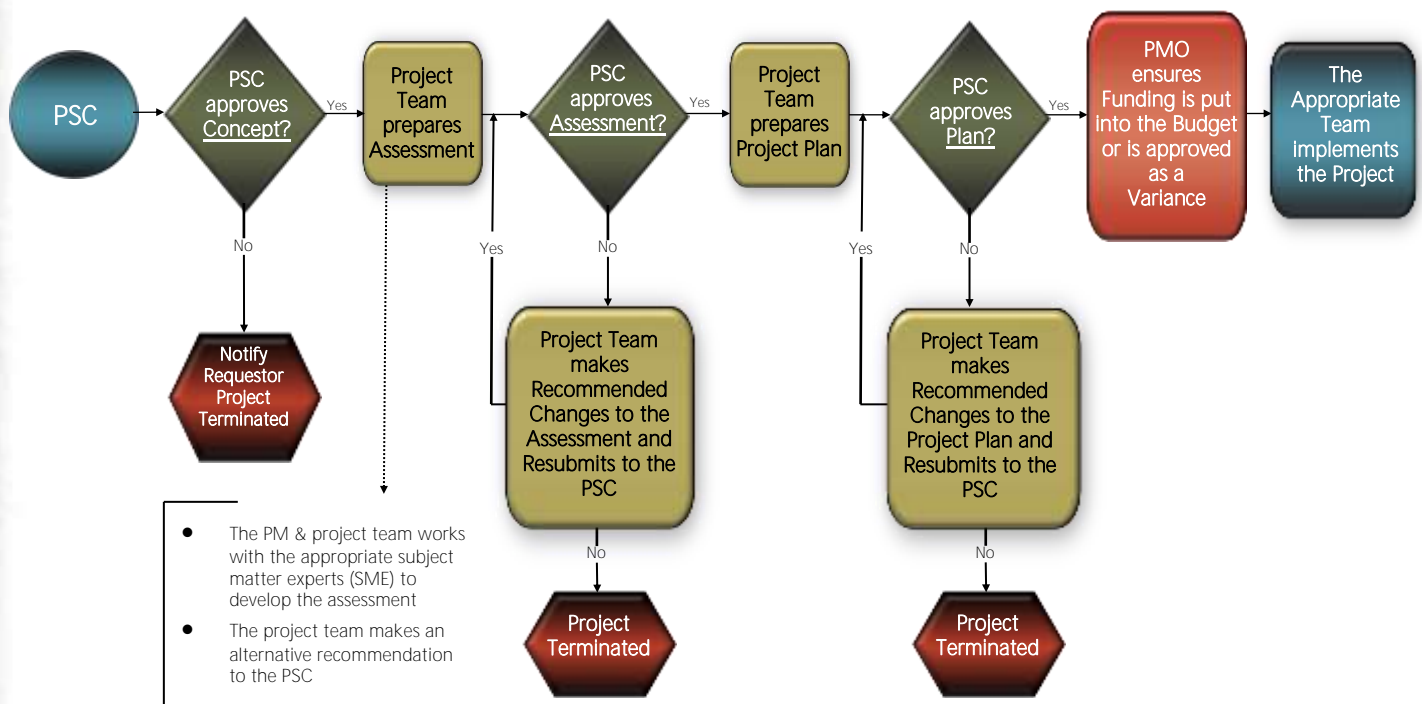 PSC
PSC
approves
Concept?
Yes
No
Notify
Requestor
Project
Terminated
Project
Team
prepares
Assessment
● The PM & project team works
with the appropriate subject
matter experts (SME) to
develop the assessment
● The project team makes an
alternative recommendation
to the PSC
PSC
approves
Assessment?
Yes
No
Yes
Project Team
makes
Recommended
Changes to the
Assessment and
Resubmits to the
PSC
No
Project
Terminated
Project
Team
prepares
Project Plan
PSC
approves
Plan?
Yes
No
Yes
Project Team
makes
Recommended
Changes to the
Project Plan and
Resubmits to the
PSC
No
Project
Terminated
PMO
ensures
Funding is put
into the Budget
or is approved
as a
Variance
The
Appropriate
Team
implements
the Project